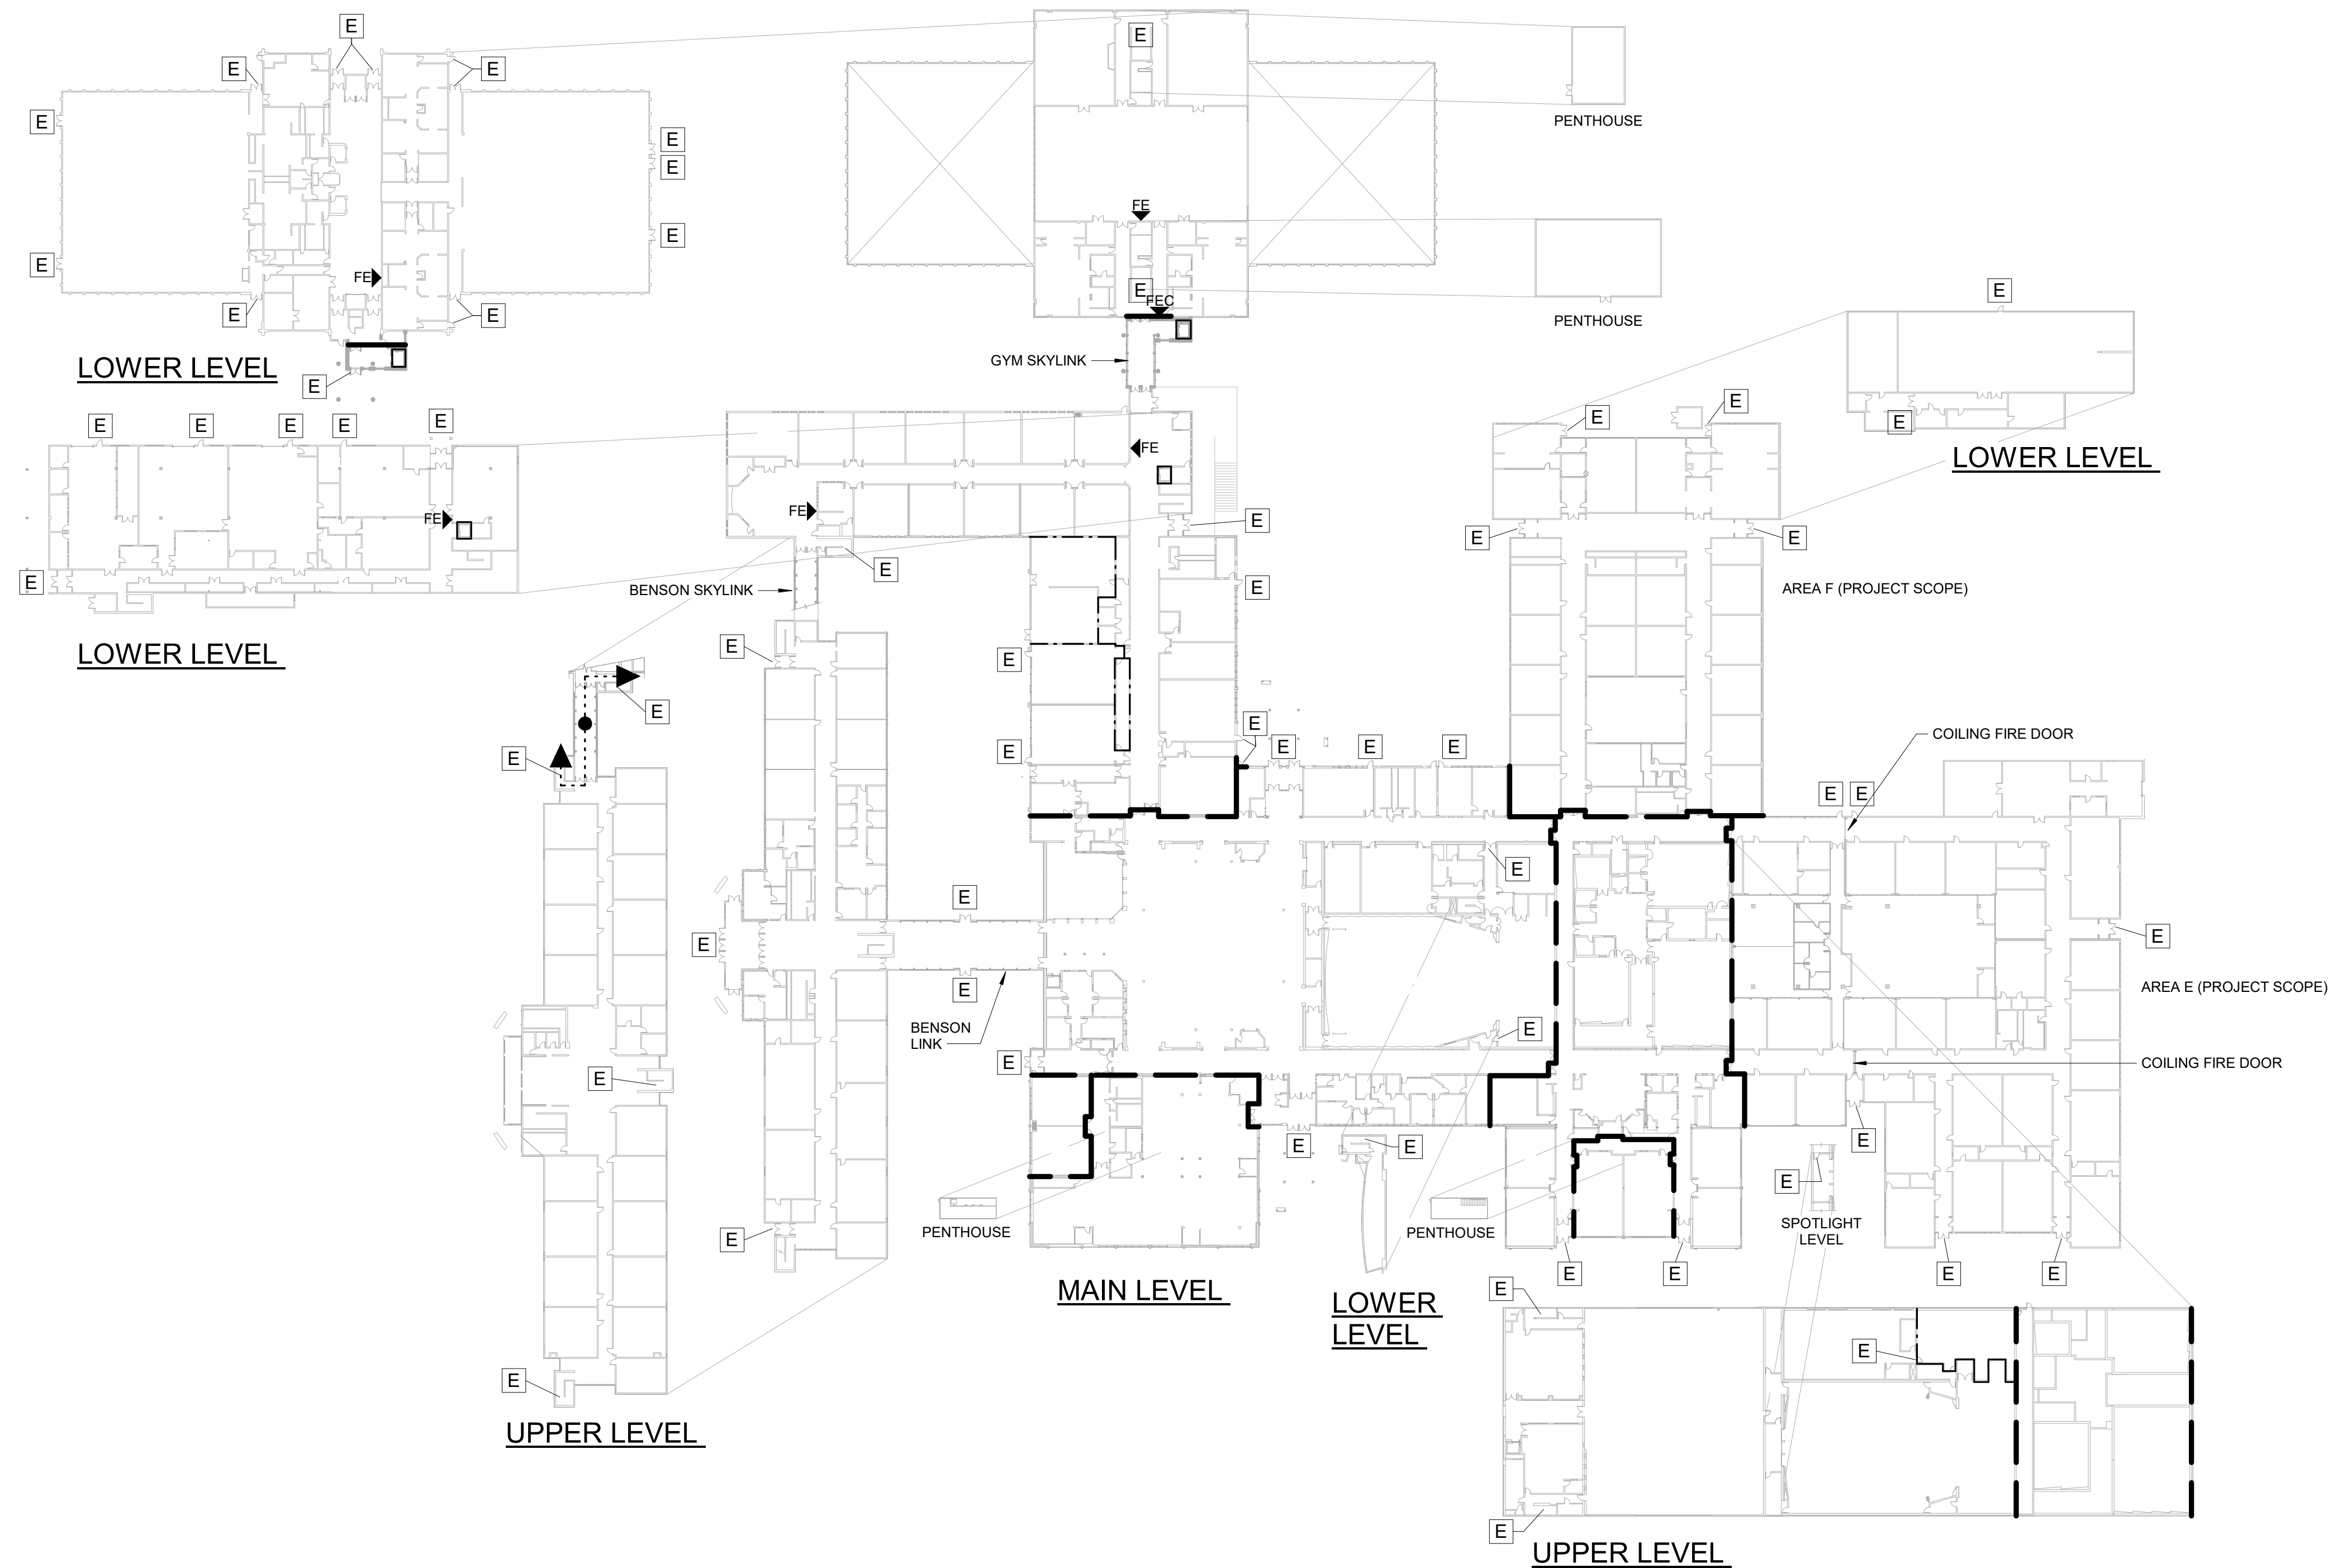 E
E
E
E
E
E
E
E
E
E
E
FE
LOWER LEVEL
E
E
FE
E
FEC
GYM SKYLINK
PENTHOUSE
PENTHOUSE
E
E
LOWER LEVEL
E
E
E
E
E
E
FE
E
LOWER LEVEL
FE
FE
E
E
E
BENSON SKYLINK
E
E
E
E
AREA F (PROJECT SCOPE)
E
E
E
E
E
E
E
E
E
E
COILING FIRE DOOR
E
E
E
E
E
E
E
E
AREA E (PROJECT SCOPE)
BENSON
LINK
E
E
COILING FIRE DOOR
E
E
E
E
E
SPOTLIGHT
LEVEL
PENTHOUSE
PENTHOUSE
E
E
E
E
E
MAIN LEVEL
LOWER
LEVEL
E
E
E
UPPER LEVEL
E
UPPER LEVEL